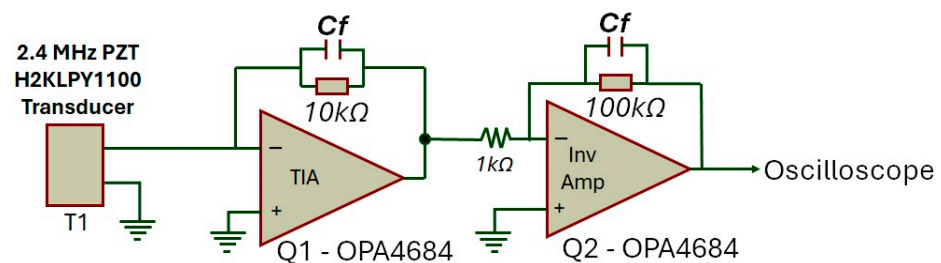 2.4 MHz PZT
H2KLPY1100
Transducer
T1
Cf
10kΩ
−
TIA
+
Q1 - OPA4684
1kΩ
Cf
100kΩ
−
Inv
Amp
+
Q2 - OPA4684
Oscilloscope